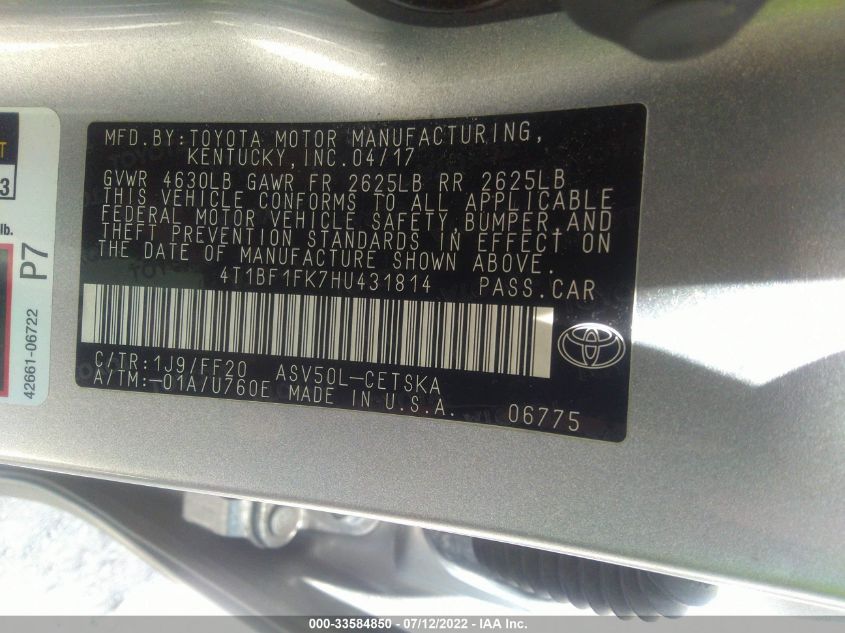 MFD.BY:TOYOTA MOTOR MANUFACTURING,
KENTUCKY,INC.04/17
GVWR 4630LB GAWR FR 2625LB RR 2625LB
THIS VEHICLE CONFORMS TO ALL APPLICABLE
FEDERAL MOTOR VEHICLE SAFETY,BUMPER,AND
THEFT PREVENTION STANDARDS IN EFFECT ON
THE DATE OF MANUFACTURE SHOWN ABOVE.
4T1BF1FK7HU431814 PASS.CAR
C/TR:1J9/FF20 ASV50L-CETSKA
A/TM:-01A/U760E MADE IN U.S.A. 06775
lb.
P7
42661-06722
000-33584850 - 07/12/2022 - IAA Inc.